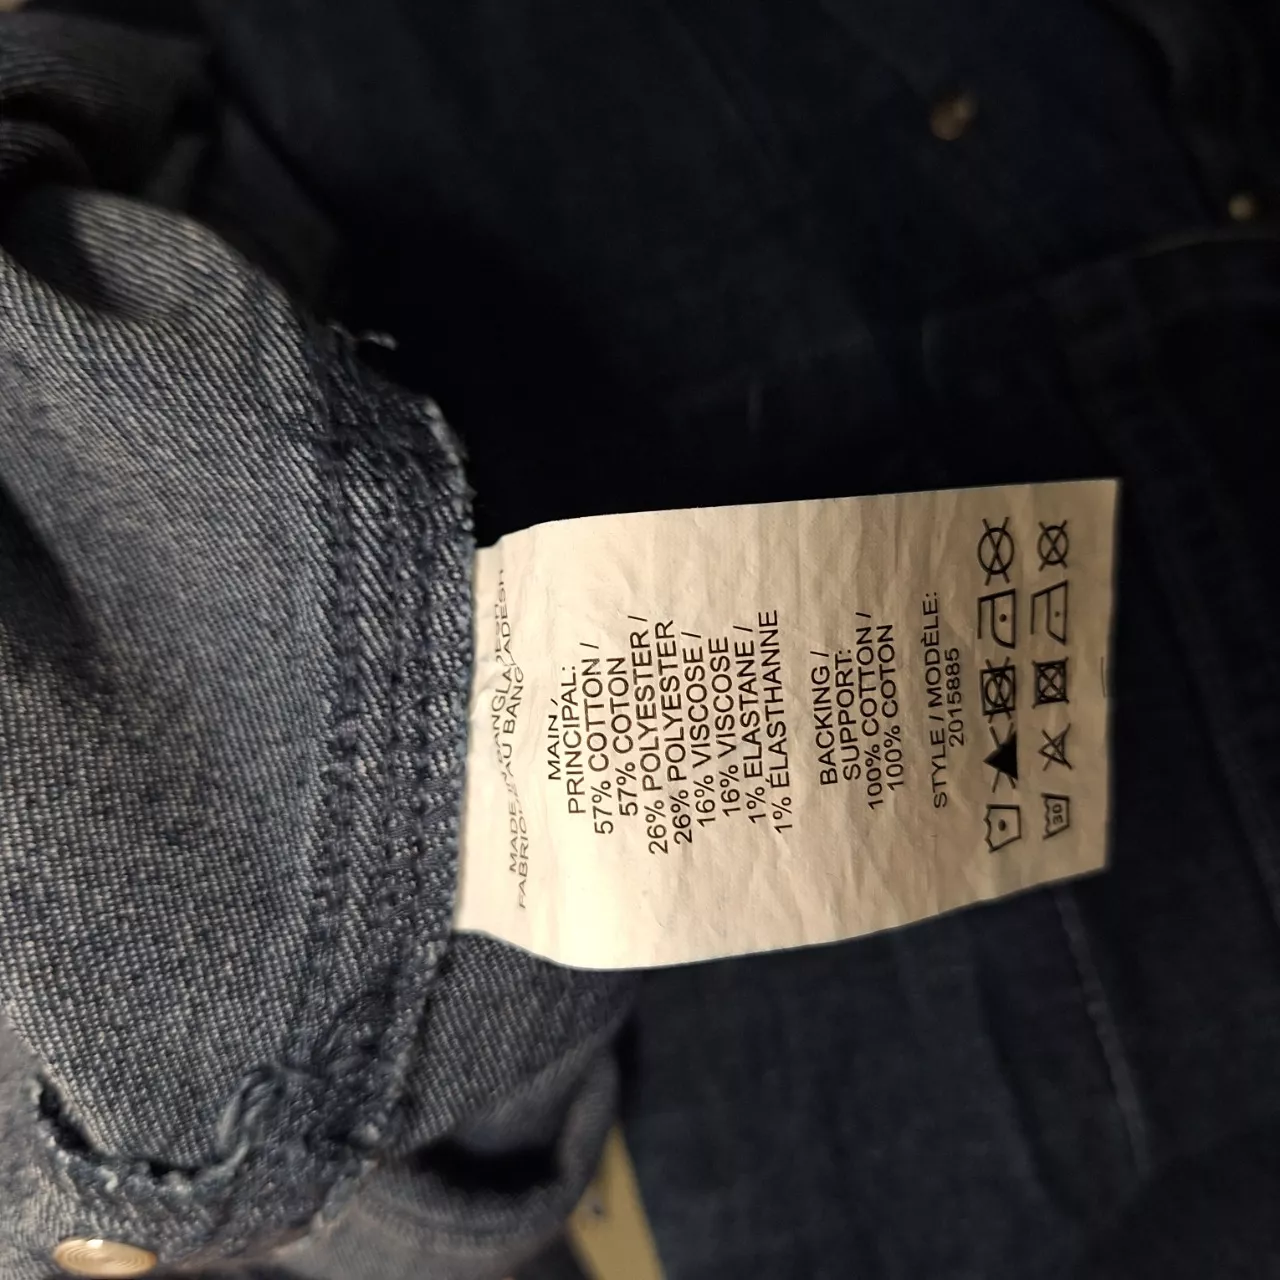 MADE IN BANGLADESH
FABRIQUÉ AU BANGLADESH
MAIN /
PRINCIPAL:
57% COTTON /
57% COTON
26% POLYESTER /
26% POLYESTER
16% VISCOSE /
16% VISCOSE
1% ELASTANE /
1% ÉLASTHANNE
BACKING /
SUPPORT:
100% COTTON /
100% COTON
STYLE / MODÈLE:
2015885
30